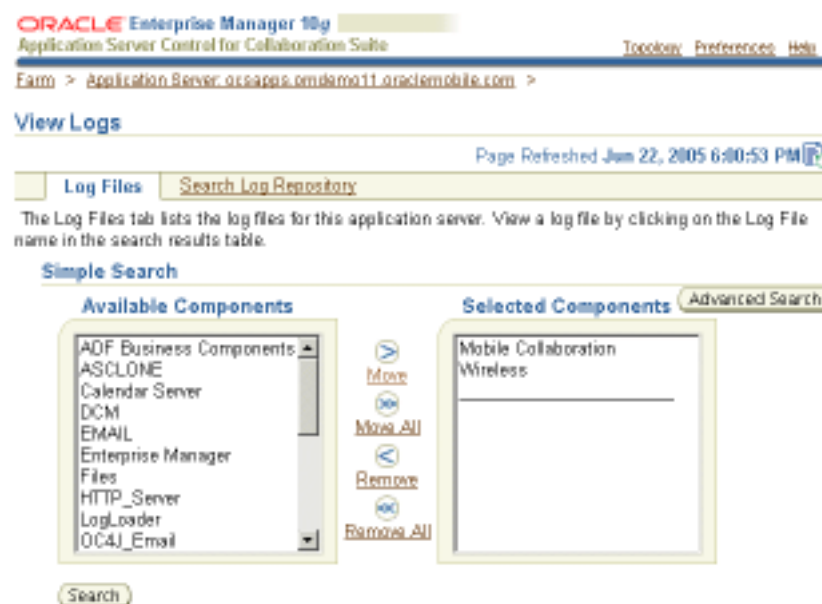 ORACLE Enterprise Manager 10g
Application Server Control for Collaboration Suite
Topology Preferences Help
Farm > Application Server: ocsapps.omdemo11.oraclemobile.com >
View Logs
Page Refreshed Jun 22, 2005 6:00:53 PM
Log Files Search Log Repository
The Log Files tab lists the log files for this application server. View a log file by clicking on the Log File
name in the search results table.
Simple Search
Advanced Search
Available Components
Selected Components
ADF Business Components
ASCLONE
Calendar Server
DCM
EMAIL
Enterprise Manager
Files
HTTP_Server
LogLoader
OC4J_Email
Move
Move All
Remove
Remove All
Mobile Collaboration
Wireless
Search